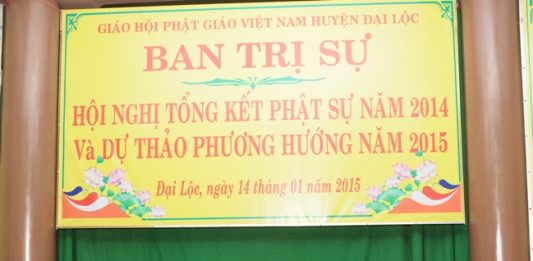 GIÁO HỘI PHẬT GIÁO VIỆT NAM HUYỆN ĐẠI LỘC
BAN TRỊ SỰ
HỘI NGHỊ TỔNG KẾT PHẬT SỰ NĂM 2014
Và DỰ THẢO PHƯƠNG HƯỚNG NĂM 2015
Đại Lộc, ngày 14 tháng 01 năm 2015